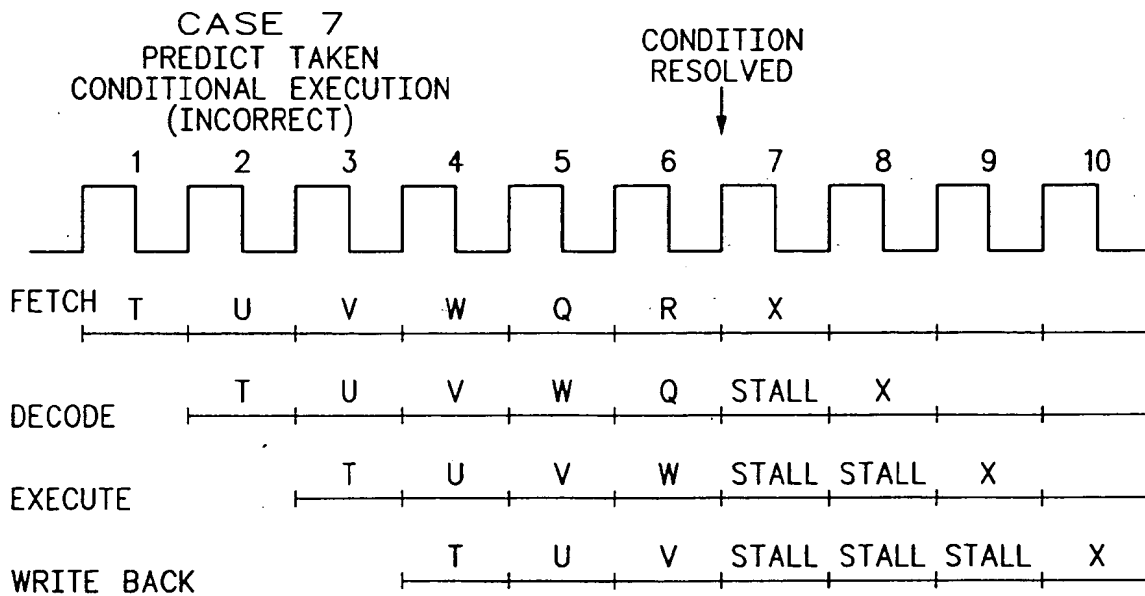 CASE 7
PREDICT TAKEN
CONDITIONAL EXECUTION
(INCORRECT)
CONDITION
RESOLVED
1 2 3 4 5 6 7 8 9 10
FETCH T U V W Q R X
DECODE T U V W Q STALL X
EXECUTE T U V W STALL STALL X
WRITE BACK T U V STALL STALL STALL X